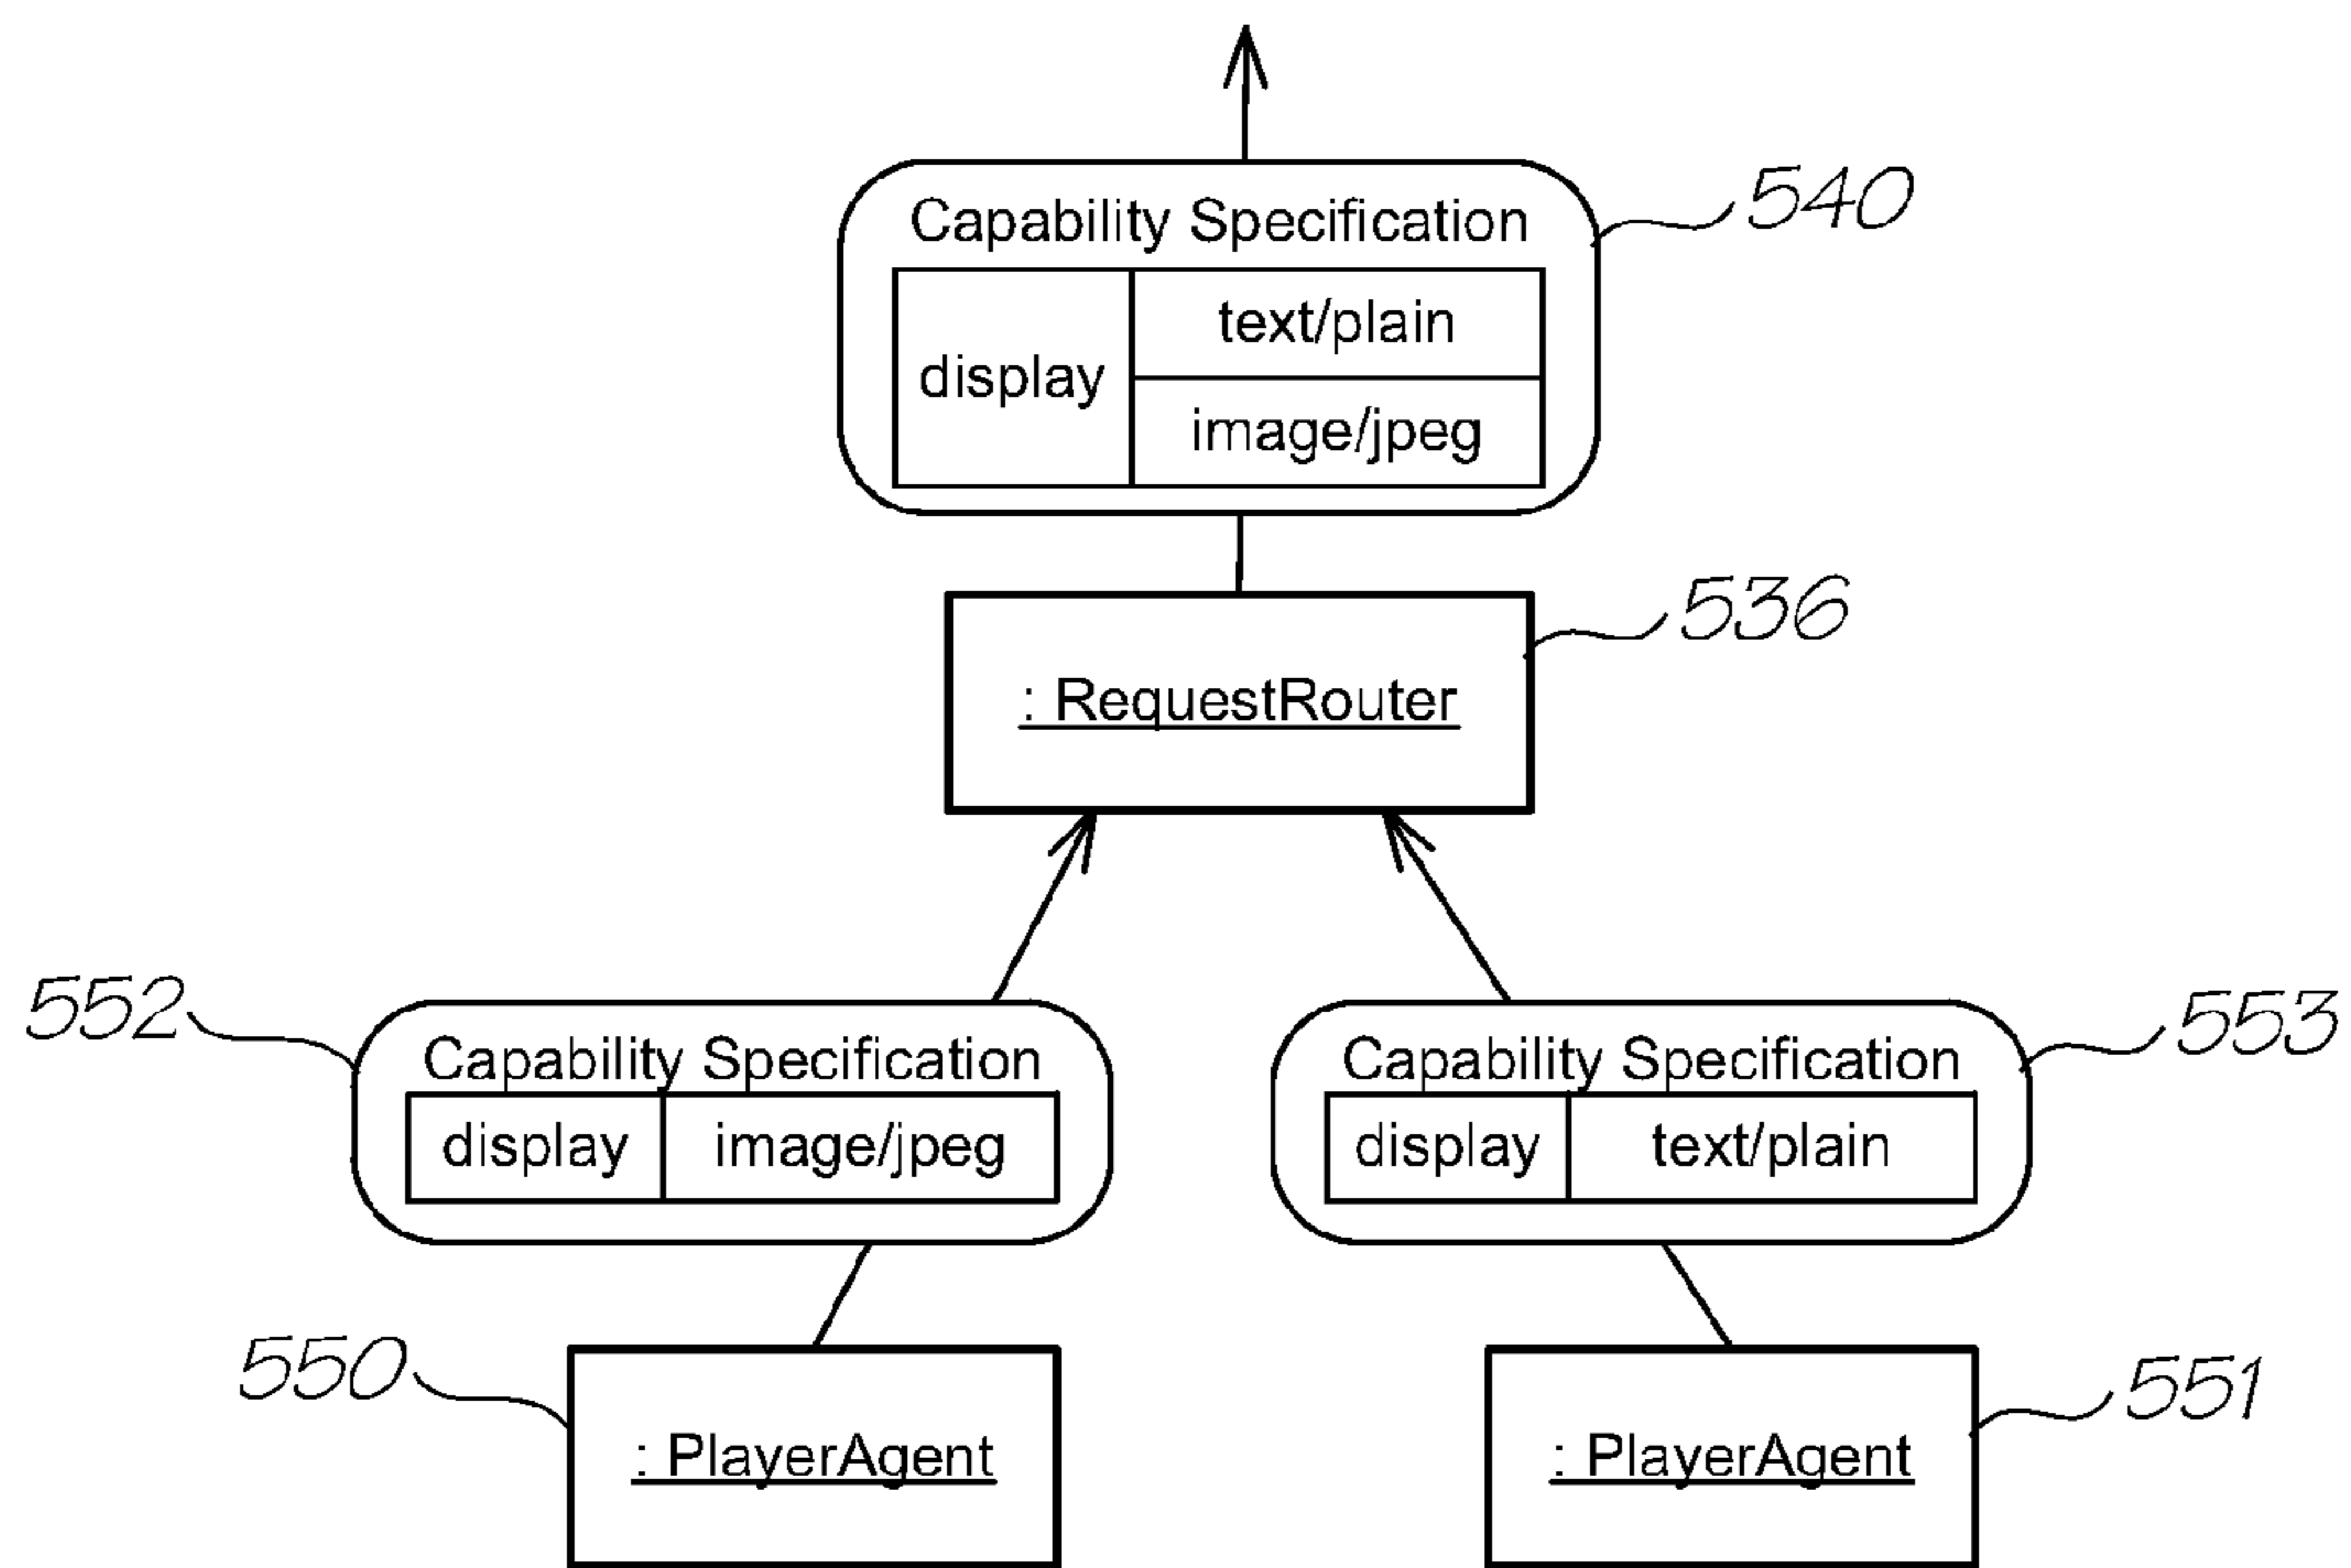 Capability Specification
540
display
text/plain
image/jpeg
536
: RequestRouter
552
Capability Specification
display
image/jpeg
553
Capability Specification
display
text/plain
550
: PlayerAgent
551
: PlayerAgent